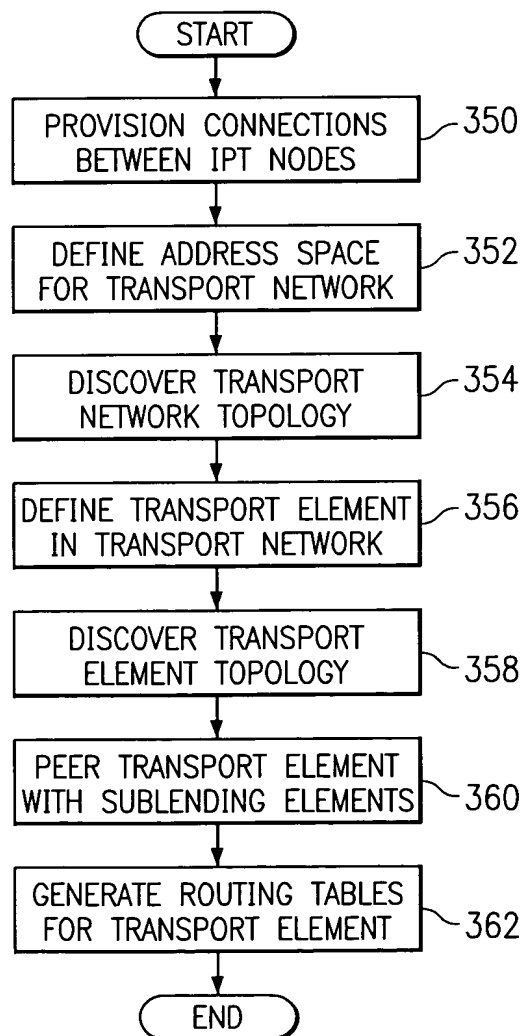 START
PROVISION CONNECTIONS
BETWEEN IPT NODES
350
DEFINE ADDRESS SPACE
FOR TRANSPORT NETWORK
352
DISCOVER TRANSPORT
NETWORK TOPOLOGY
354
DEFINE TRANSPORT ELEMENT
IN TRANSPORT NETWORK
356
DISCOVER TRANSPORT
ELEMENT TOPOLOGY
358
PEER TRANSPORT ELEMENT
WITH SUBLENDING ELEMENTS
360
GENERATE ROUTING TABLES
FOR TRANSPORT ELEMENT
362
END